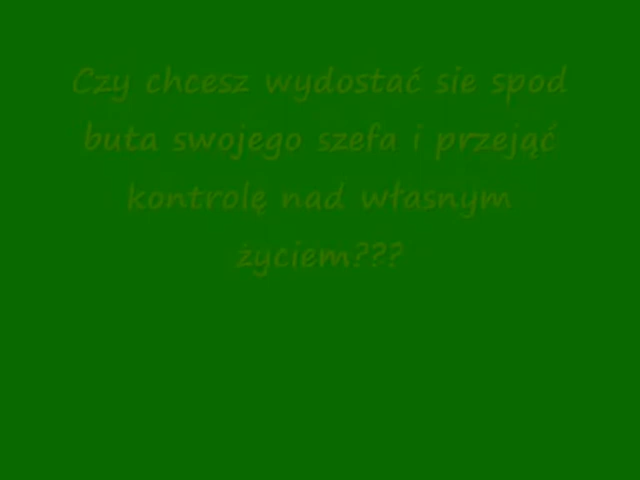 Czy chcesz wydostać sie spod
buta swojego szefa i przejąć
kontrolę nad własnym
życiem???